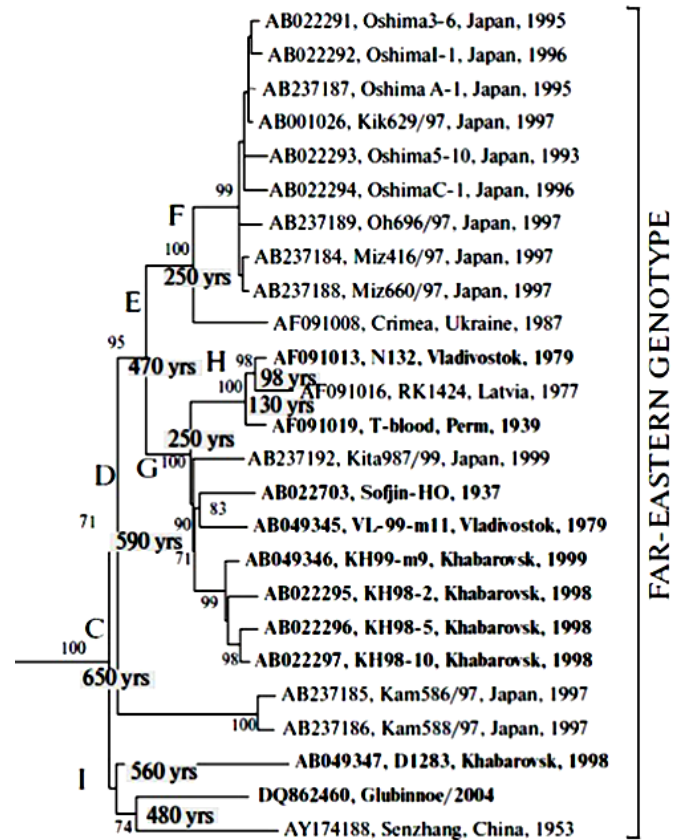 AB022291, Oshima3-6, Japan, 1995
AB022292, OshimaI-1, Japan, 1996
AB237187, Oshima A-1, Japan, 1995
AB001026, Kik629/97, Japan, 1997
AB022293, Oshima5-10, Japan, 1993
99 AB022294, OshimaC-1, Japan, 1996
F AB237189, Oh696/97, Japan, 1997
100 AB237184, Miz416/97, Japan, 1997
250 yrs AB237188, Miz660/97, Japan, 1997
E
AF091008, Crimea, Ukraine, 1987
95
470 yrs H 98 AF091013, N132, Vladivostok, 1979
100 98 yrs AF091016, RK1424, Latvia, 1977
130 yrs
AF091019, T-blood, Perm, 1939
250 yrs
D G 100 AB237192, Kita987/99, Japan, 1999
AB022703, Sofjin-HO, 1937
83
71 90 AB049345, VL-99-m11, Vladivostok, 1979
590 yrs
71 AB049346, KH99-m9, Khabarovsk, 1999
99 AB022295, KH98-2, Khabarovsk, 1998
C AB022296, KH98-5, Khabarovsk, 1998
100 98 AB022297, KH98-10, Khabarovsk, 1998
650 yrs
AB237185, Kam586/97, Japan, 1997
100 AB237186, Kam588/97, Japan, 1997
I 560 yrs AB049347, D1283, Khabarovsk, 1998
DQ862460, Glubinnoe/2004
480 yrs
74 AY174188, Senzhang, China, 1953
FAR-EASTERN GENOTYPE